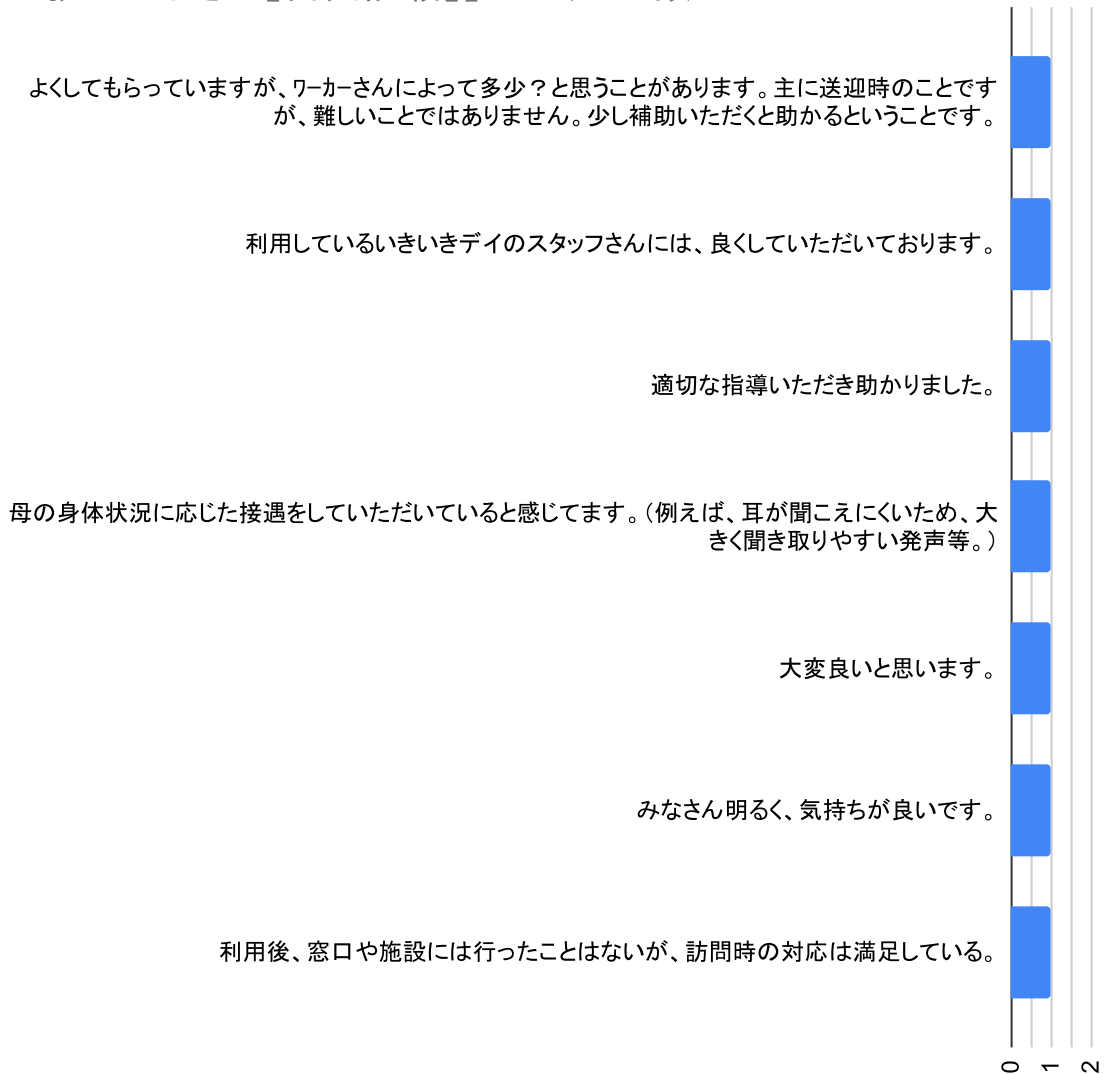 よくしてもらっていますが、ﾜｰｶｰさんによって多少？と思うことがあります。主に送迎時のことです
が、難しいことではありません。少し補助いただくと助かるということです。
利用しているいきいきデイのスタッフさんには、良くしていただいております。
適切な指導いただき助かりました。
母の身体状況に応じた接遇をしていただいていると感じてます。（例えば、耳が聞こえにくいため、大
きく聞き取りやすい発声等。）
大変良いと思います。
みなさん明るく、気持ちが良いです。
利用後、窓口や施設には行ったことはないが、訪問時の対応は満足している。
0
1
2